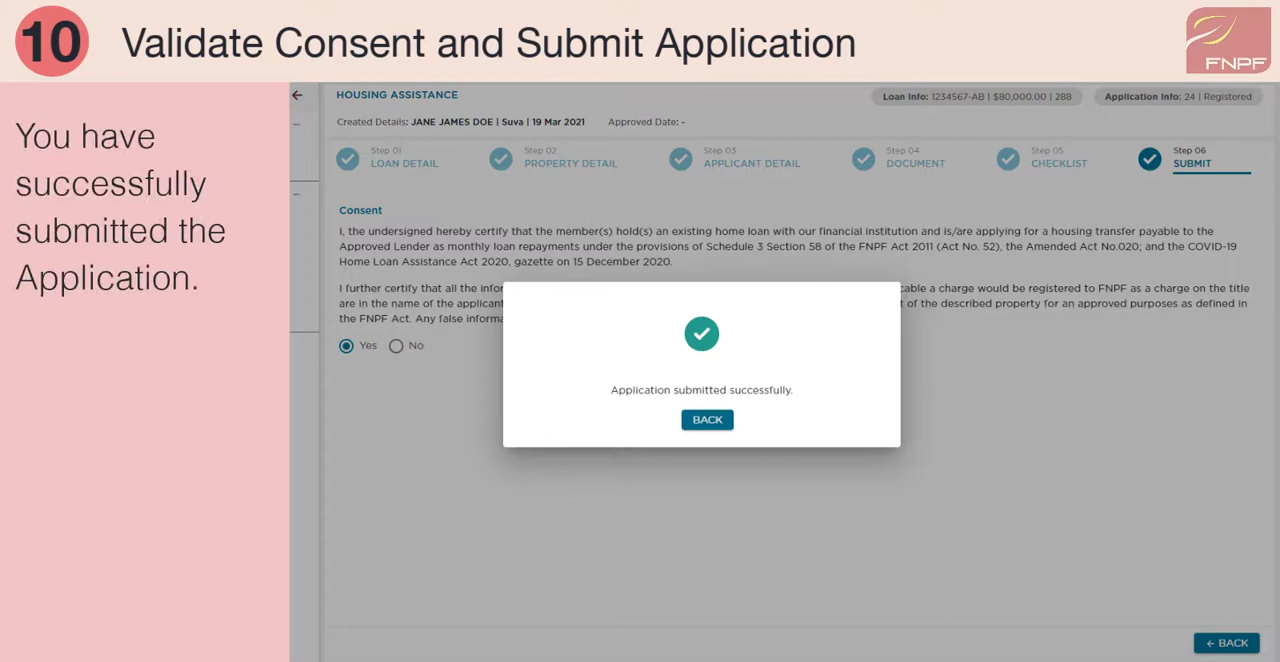 10 Validate Consent and Submit Application
FNPF
You have
successfully
submitted the
Application.
HOUSING ASSISTANCE
Loan Info: 1234567-AB | $80,000.00 | 288
Application Info: 24 | Registered
Created Details: JANE JAMES DOE | Suva | 19 Mar 2021 Approved Date: -
Step 01
LOAN DETAIL
Step 02
PROPERTY DETAIL
Step 03
APPLICANT DETAIL
Step 04
DOCUMENT
Step 05
CHECKLIST
Step 06
SUBMIT
Consent
I, the undersigned hereby certify that the member(s) hold(s) an existing home loan with our financial institution and is/are applying for a housing transfer payable to the
Approved Lender as monthly loan repayments under the provisions of Schedule 3 Section 58 of the FNPF Act 2011 (Act No. 52), the Amended Act No.020; and the COVID-19
Home Loan Assistance Act 2020, gazette on 15 December 2020.
I further certify that all the infor cable a charge would be registered to FNPF as a charge on the title
are in the name of the applicant t of the described property for an approved purposes as defined in
the FNPF Act. Any false informa
Yes No
Application submitted successfully.
BACK
← BACK